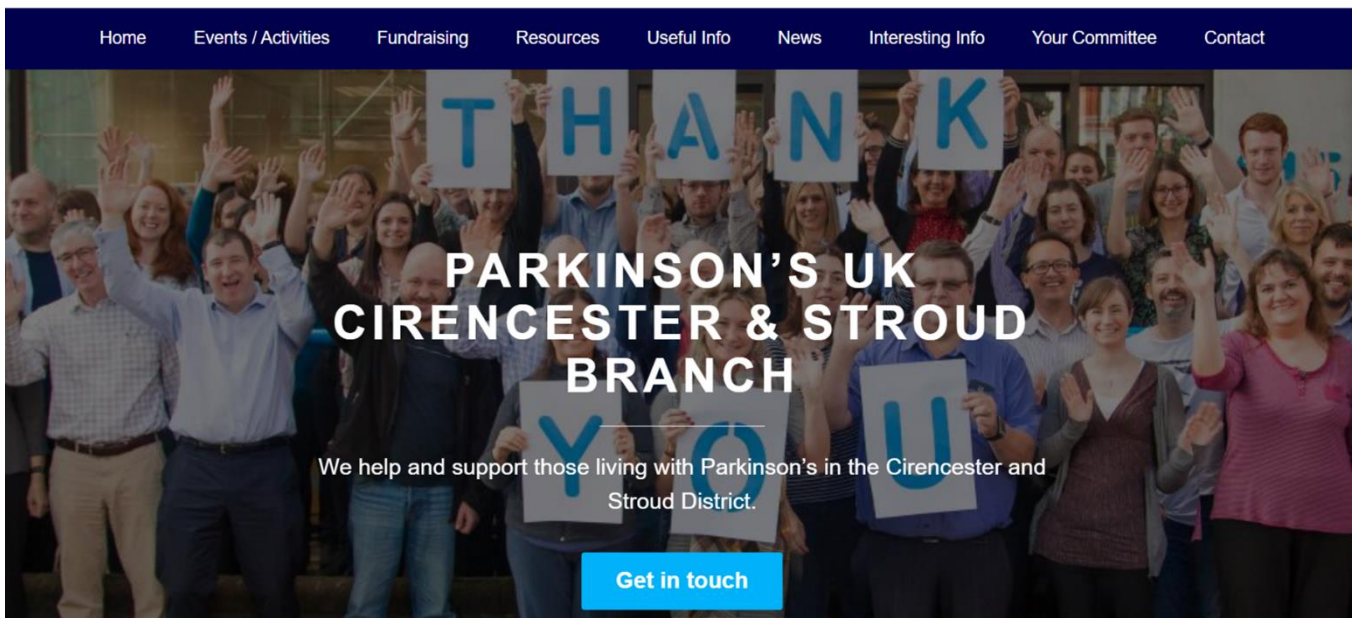 Home Events / Activities Fundraising Resources Useful Info News Interesting Info Your Committee Contact
THANK
PARKINSON’S UK
CIRENCESTER & STROUD
BRANCH
YOU
We help and support those living with Parkinson’s in the Cirencester and
Stroud District.
Get in touch